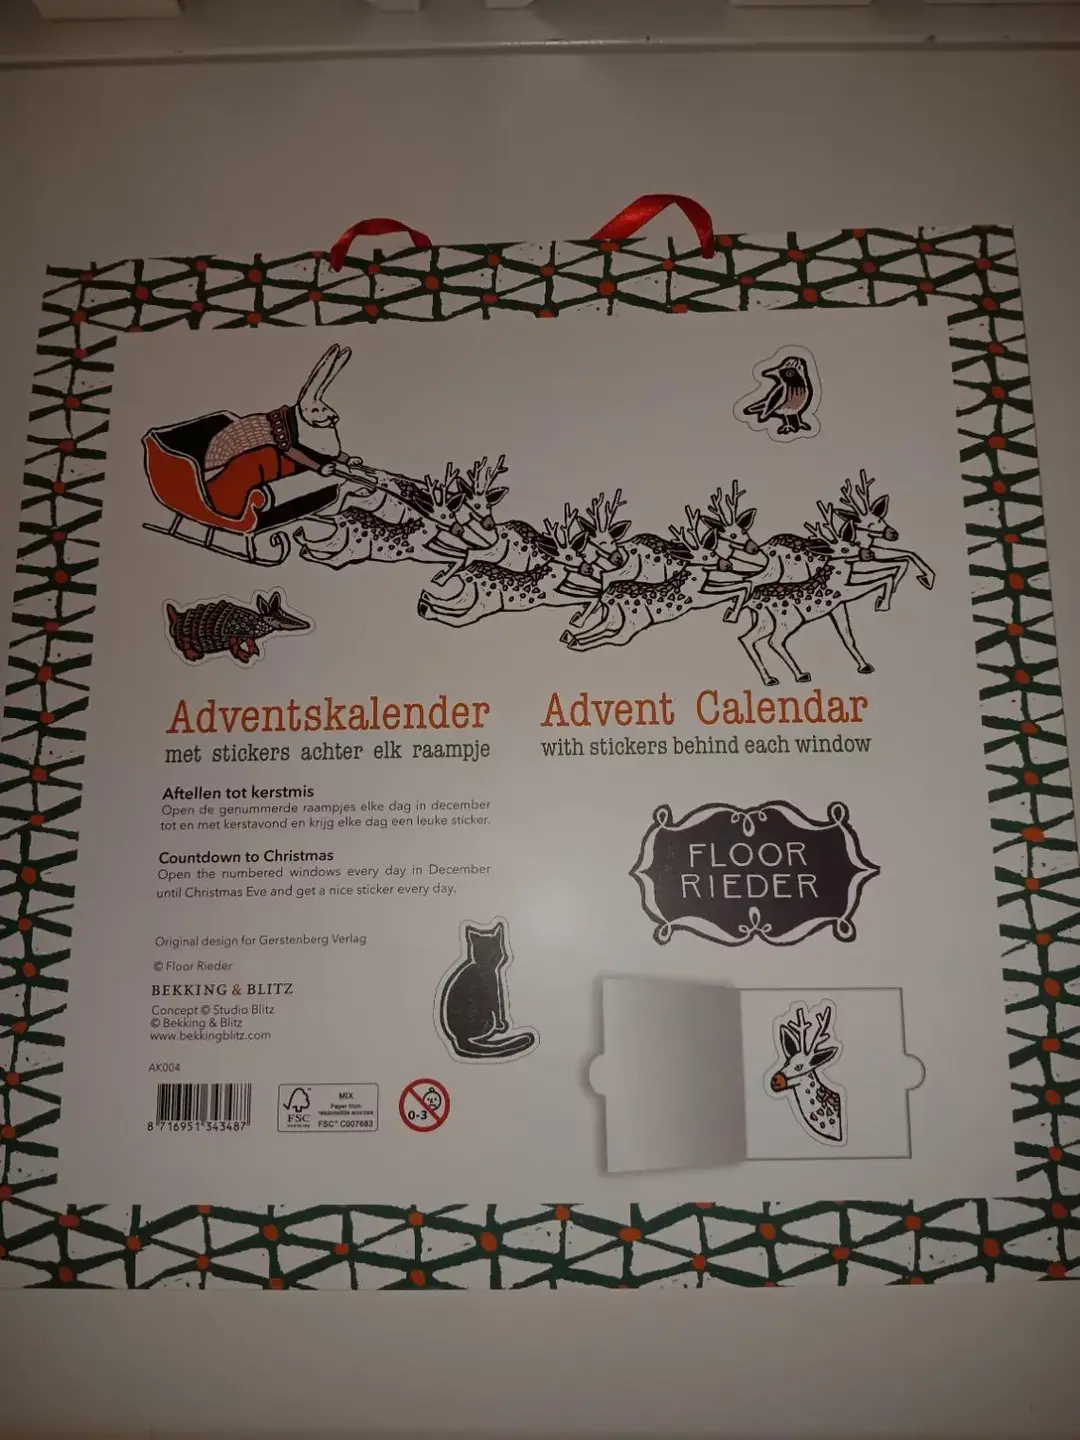 Adventskalender
met stickers achter elk raampje
Aftellen tot kerstmis
Open de genummerde raampjes elke dag in december
tot en met kerstavond en krijg elke dag een leuke sticker.
Countdown to Christmas
Open the numbered windows every day in December
until Christmas Eve and get a nice sticker every day.
Original design for Gerstenberg Verlag
© Floor Rieder
BEKKING & BLITZ
Concept © Studio Blitz
© Bekking & Blitz
www.bekkingblitz.com
AK004
8 716951 343487
FSC
MIX
Paper from
responsible sources
FSC® C007683
0-3
Advent Calendar
with stickers behind each window
FLOOR
RIEDER